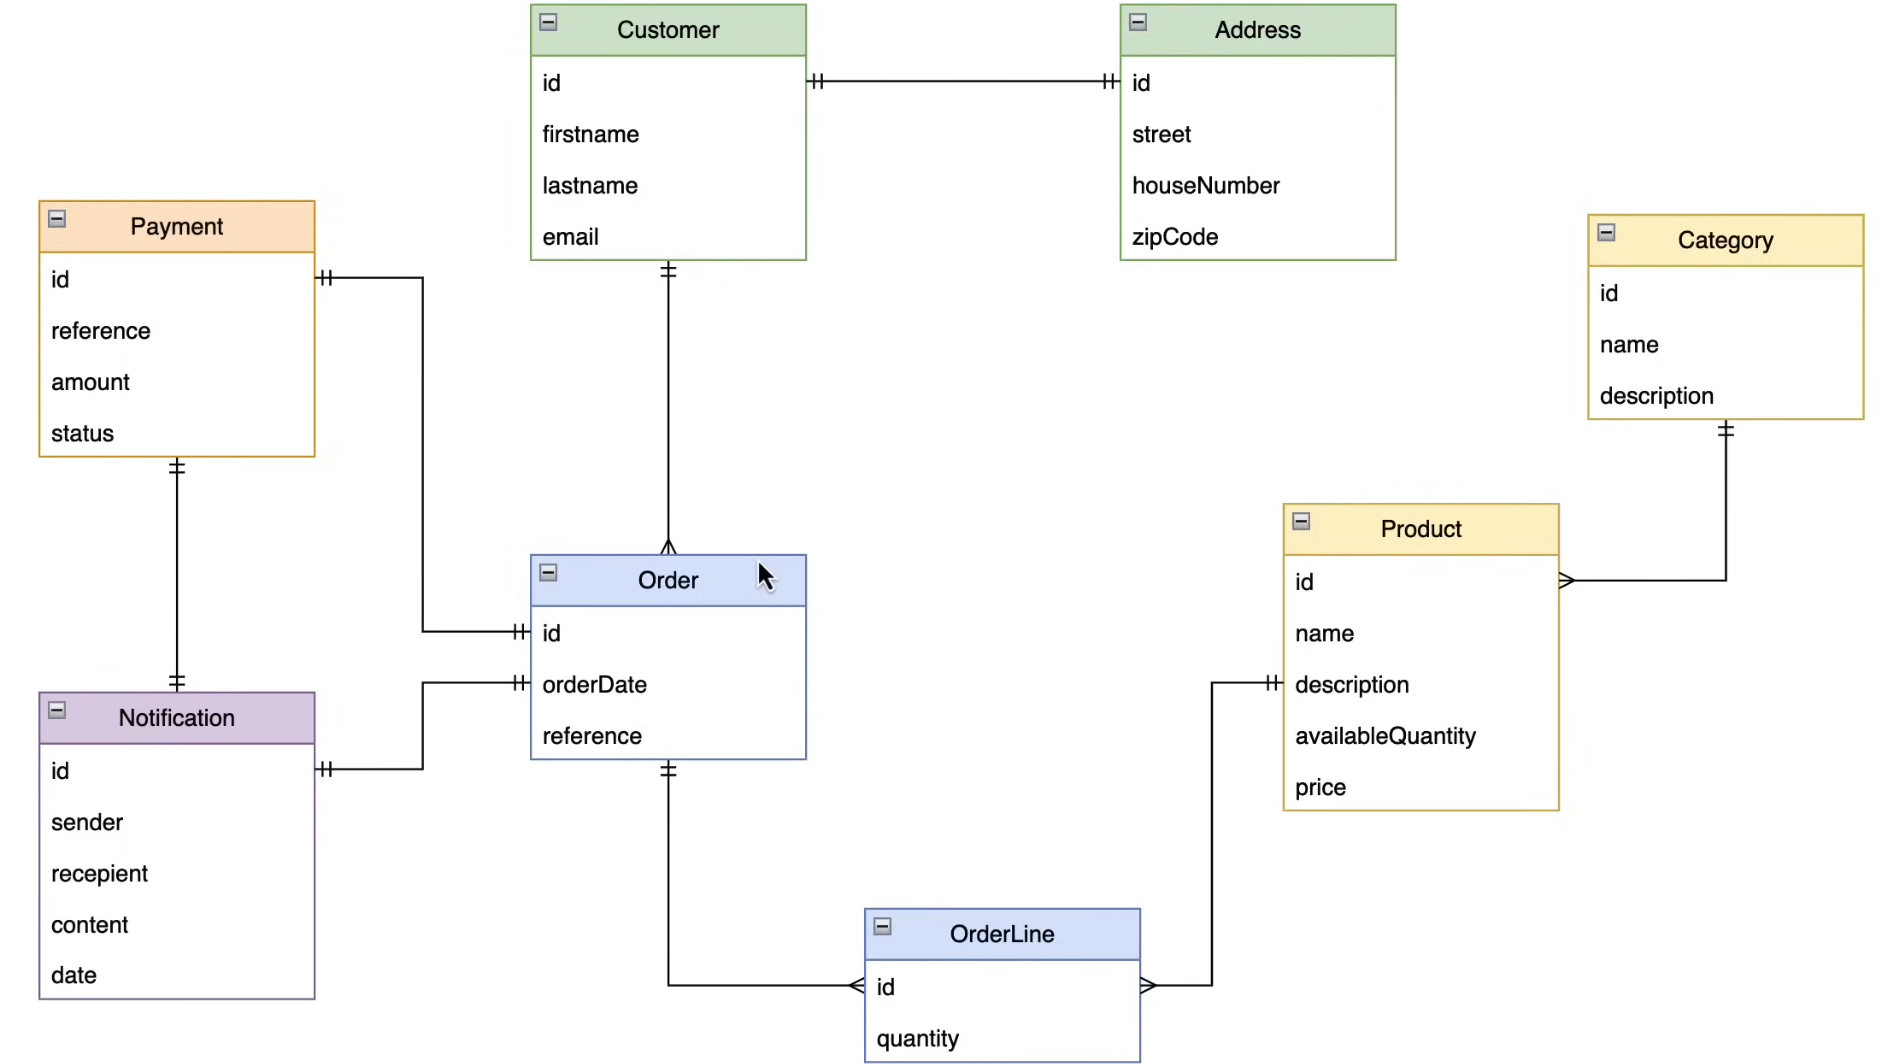 Customer
id
firstname
lastname
email
Address
id
street
houseNumber
zipCode
Payment
id
reference
amount
status
Category
id
name
description
Order
id
orderDate
reference
Product
id
name
description
availableQuantity
price
Notification
id
sender
recepient
content
date
OrderLine
id
quantity